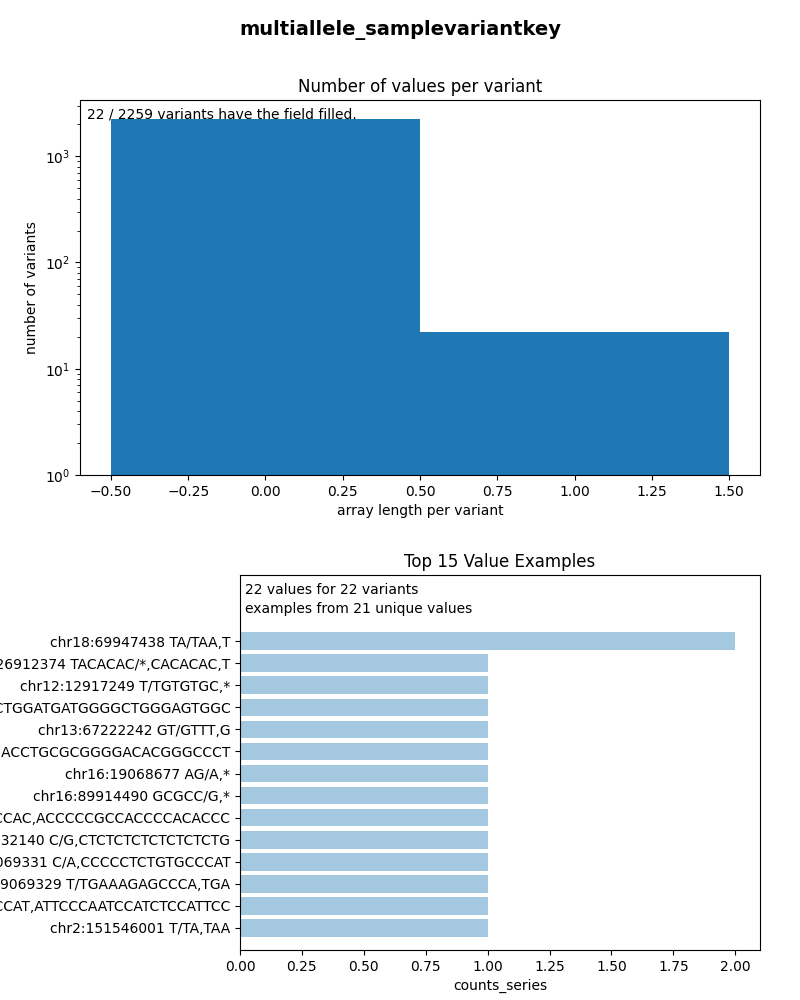 multiallele_samplevariantkey
Number of values per variant
22 / 2259 variants have the field filled.
number of variants
10³
10²
10¹
10⁰
−0.50 −0.25 0.00 0.25 0.50 0.75 1.00 1.25 1.50
array length per variant
Top 15 Value Examples
22 values for 22 variants
examples from 21 unique values
chr18:69947438 TA/TAA,T
26912374 TACACAC/*,CACACAC,T
chr12:12917249 T/TGTGTGC,*
CTGGATGATGGGGCTGGGAGTGGC
chr13:67222242 GT/GTTT,G
ACCTGCGCGGGGACACGGGCCCT
chr16:19068677 AG/A,*
chr16:89914490 GCGCC/G,*
CCAC,ACCCCCGCCACCCCACACCC
32140 C/G,CTCTCTCTCTCTCTCTG
069331 C/A,CCCCCTCTGTGCCCAT
9069329 T/TGAAAGAGCCCA,TGA
CCAT,ATTCCCAATCCATCTCCATTCC
chr2:151546001 T/TA,TAA
0.00 0.25 0.50 0.75 1.00 1.25 1.50 1.75 2.00
counts_series